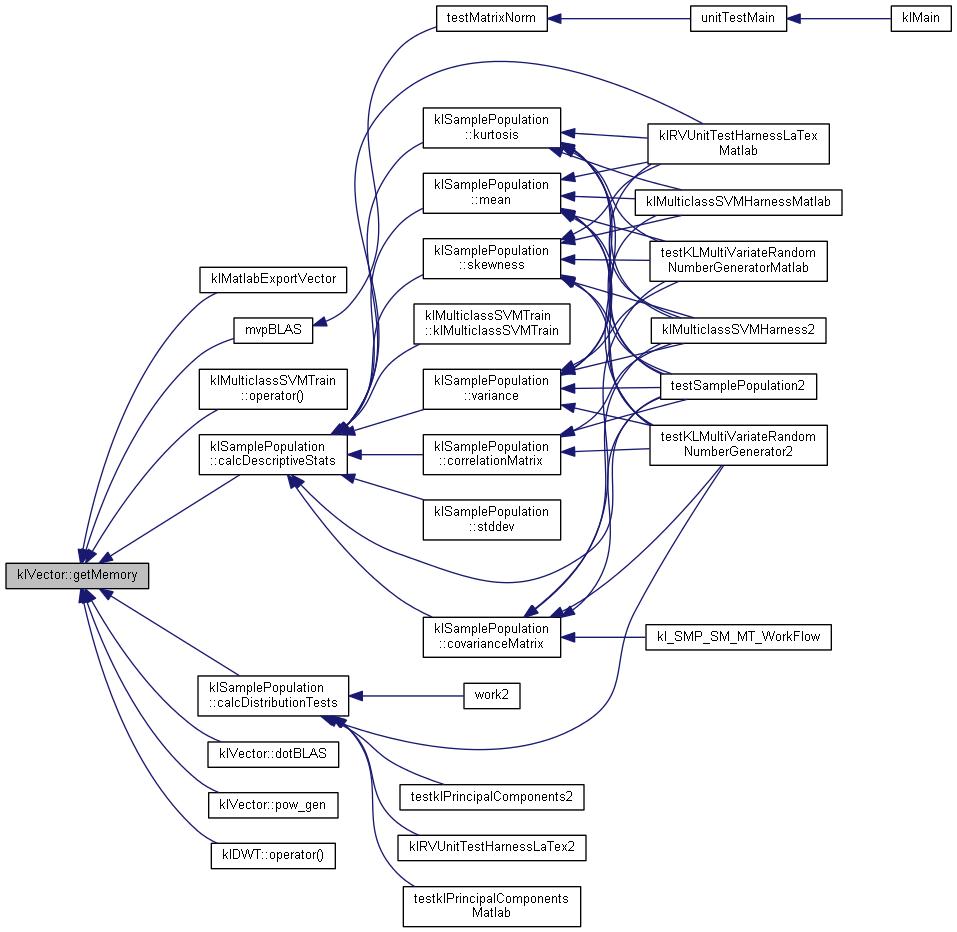 testMatrixNorm
unitTestMain
klMain
klSamplePopulation
::kurtosis
klRVUnitTestHarnessLaTex
Matlab
klSamplePopulation
::mean
klMulticlassSVMHarnessMatlab
klSamplePopulation
::skewness
testKLMultiVariateRandom
NumberGeneratorMatlab
klMatlabExportVector
klMulticlassSVMTrain
::klMulticlassSVMTrain
mvpBLAS
klMulticlassSVMHarness2
klMulticlassSVMTrain
::operator()
klSamplePopulation
::variance
testSamplePopulation2
klSamplePopulation
::calcDescriptiveStats
klSamplePopulation
::correlationMatrix
testKLMultiVariateRandom
NumberGenerator2
klSamplePopulation
::stddev
klVector::getMemory
klSamplePopulation
::covarianceMatrix
kl_SMP_SM_MT_WorkFlow
klSamplePopulation
::calcDistributionTests
work2
klVector::dotBLAS
testklPrincipalComponents2
klVector::pow_gen
klRVUnitTestHarnessLaTex2
klDWT::operator()
testklPrincipalComponents
Matlab